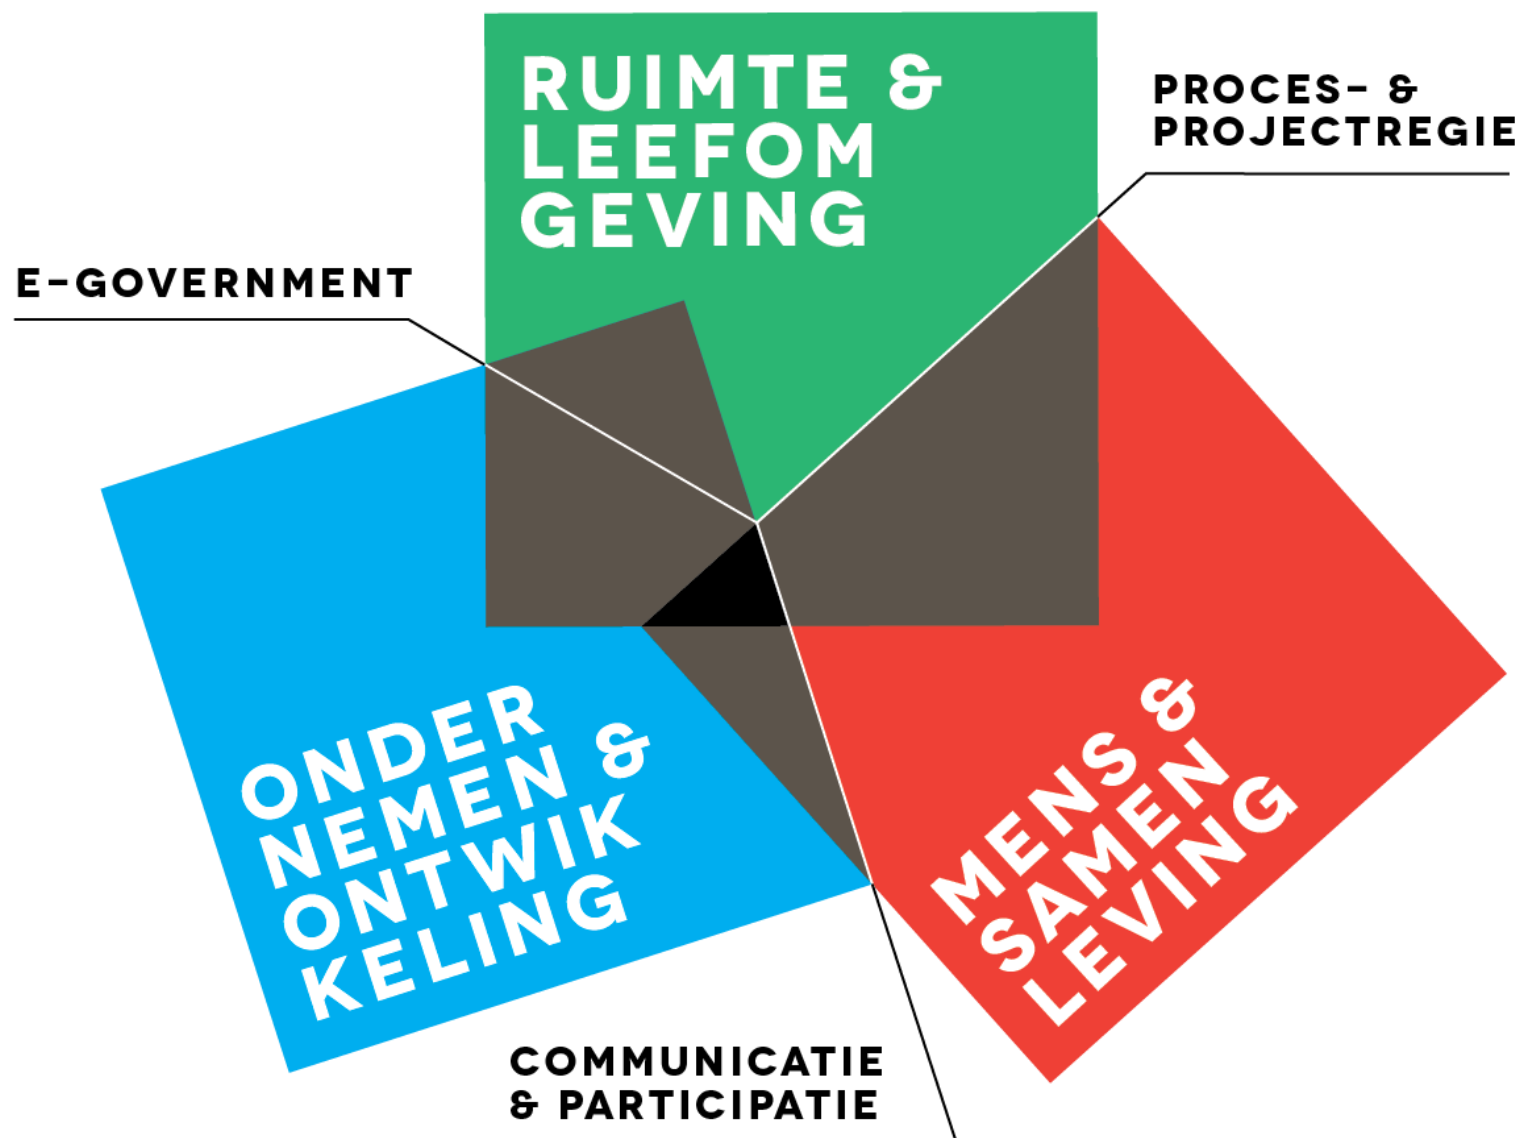 RUIMTE &
LEEFOM
GEVING
PROCES- &
PROJECTREGIE
E-GOVERNMENT
ONDER
NEMEN &
ONTWIK
KELING
MENS &
SAMEN
LEVING
COMMUNICATIE
& PARTICIPATIE